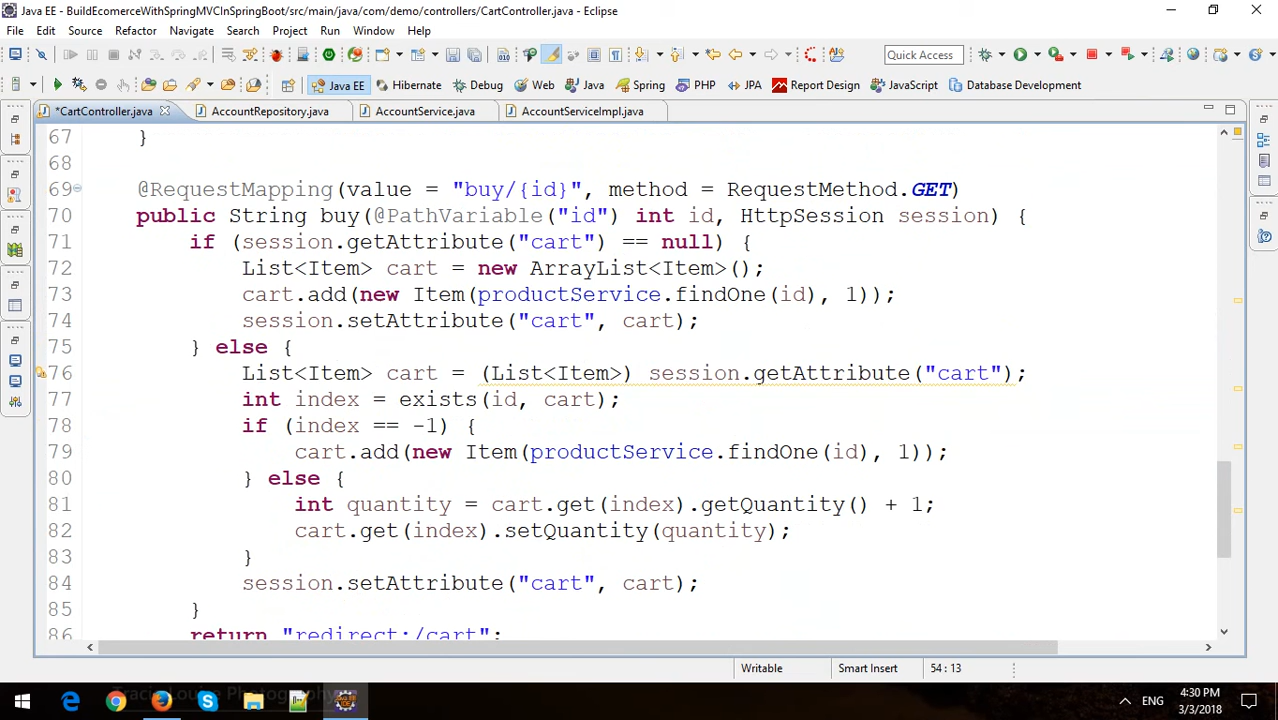 Java EE - BuildEcomerceWithSpringMVCInSpringBoot/src/main/java/com/demo/controllers/CartController.java - Eclipse
File Edit Source Refactor Navigate Search Project Run Window Help
Quick Access
Java EE Hibernate Debug Web Java Spring PHP JPA Report Design JavaScript Database Development
*CartController.java AccountRepository.java AccountService.java AccountServiceImpl.java
67 }
68
69 @RequestMapping(value = "buy/{id}", method = RequestMethod.GET)
70 public String buy(@PathVariable("id") int id, HttpSession session) {
71 if (session.getAttribute("cart") == null) {
72 List<Item> cart = new ArrayList<Item>();
73 cart.add(new Item(productService.findOne(id), 1));
74 session.setAttribute("cart", cart);
75 } else {
76 List<Item> cart = (List<Item>) session.getAttribute("cart");
77 int index = exists(id, cart);
78 if (index == -1) {
79 cart.add(new Item(productService.findOne(id), 1));
80 } else {
81 int quantity = cart.get(index).getQuantity() + 1;
82 cart.get(index).setQuantity(quantity);
83 }
84 session.setAttribute("cart", cart);
85 }
86 return "redirect:/cart";
Writable Smart Insert 54 : 13
Tracie Louise Photography
ENG 4:30 PM
3/3/2018